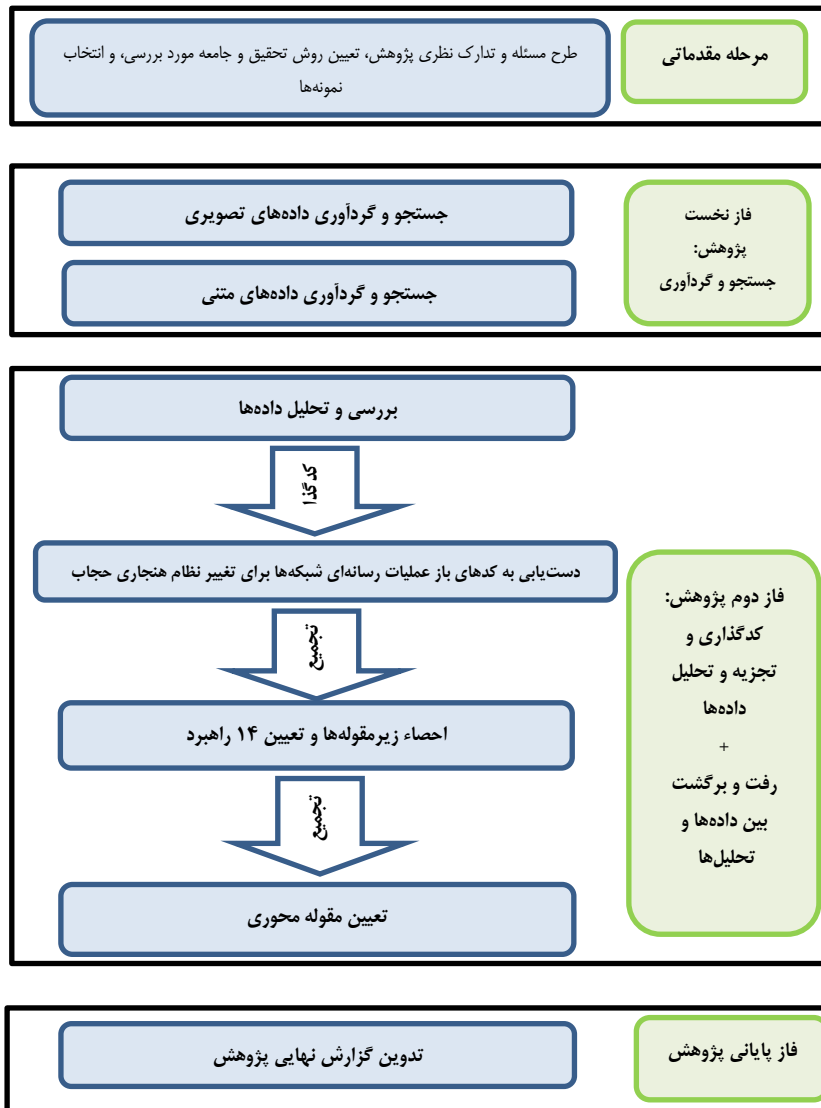 مرحله مقدماتی
طرح مسئله و تدارک نظری پژوهش، تعیین روش تحقیق و جامعه مورد بررسی، و انتخاب
نمونه‌ها
فاز نخست
پژوهش:
جستجو و گردآوری
جستجو و گردآوری داده‌های تصویری
جستجو و گردآوری داده‌های متنی
فاز دوم پژوهش:
کدگذاری و
تجزیه و تحلیل
داده‌ها
+
رفت و برگشت
بین داده‌ها و
تحلیل‌ها
بررسی و تحلیل داده‌ها
کدگذا
دست‌یابی به کدهای باز عملیات رسانه‌ای شبکه‌ها برای تغییر نظام هنجاری حجاب
تجمیع
احصاء زیرمقوله‌ها و تعیین ۱۴ راهبرد
تجمیع
تعیین مقوله محوری
فاز پایانی پژوهش
تدوین گزارش نهایی پژوهش